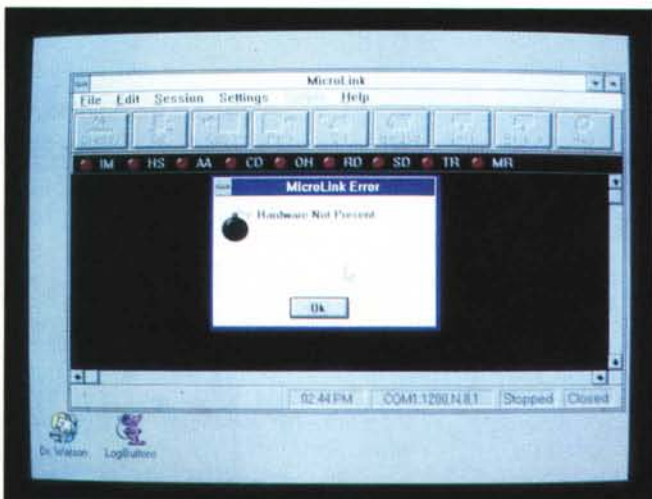 MicroLink
File Edit Session Settings Help
IM HS AA CD OH RD SD TR MR
MicroLink Error
Hardware Not Present
Ok
02:44 PM COM1:1200,N,8,1 Stopped Closed
Dr. Watson LogiButtons